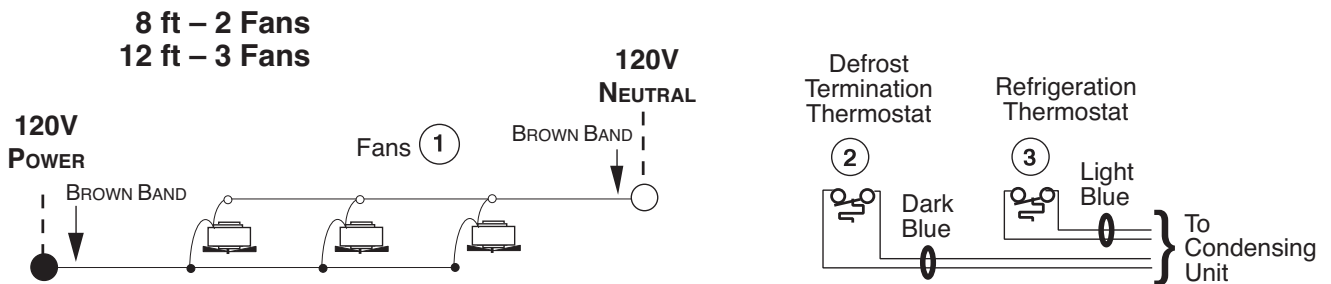 8 ft – 2 Fans
12 ft – 3 Fans
120V
POWER
BROWN BAND
Fans 1
BROWN BAND
120V
NEUTRAL
Defrost
Termination
Thermostat
2
Dark
Blue
Refrigeration
Thermostat
3
Light
Blue
To
Condensing
Unit